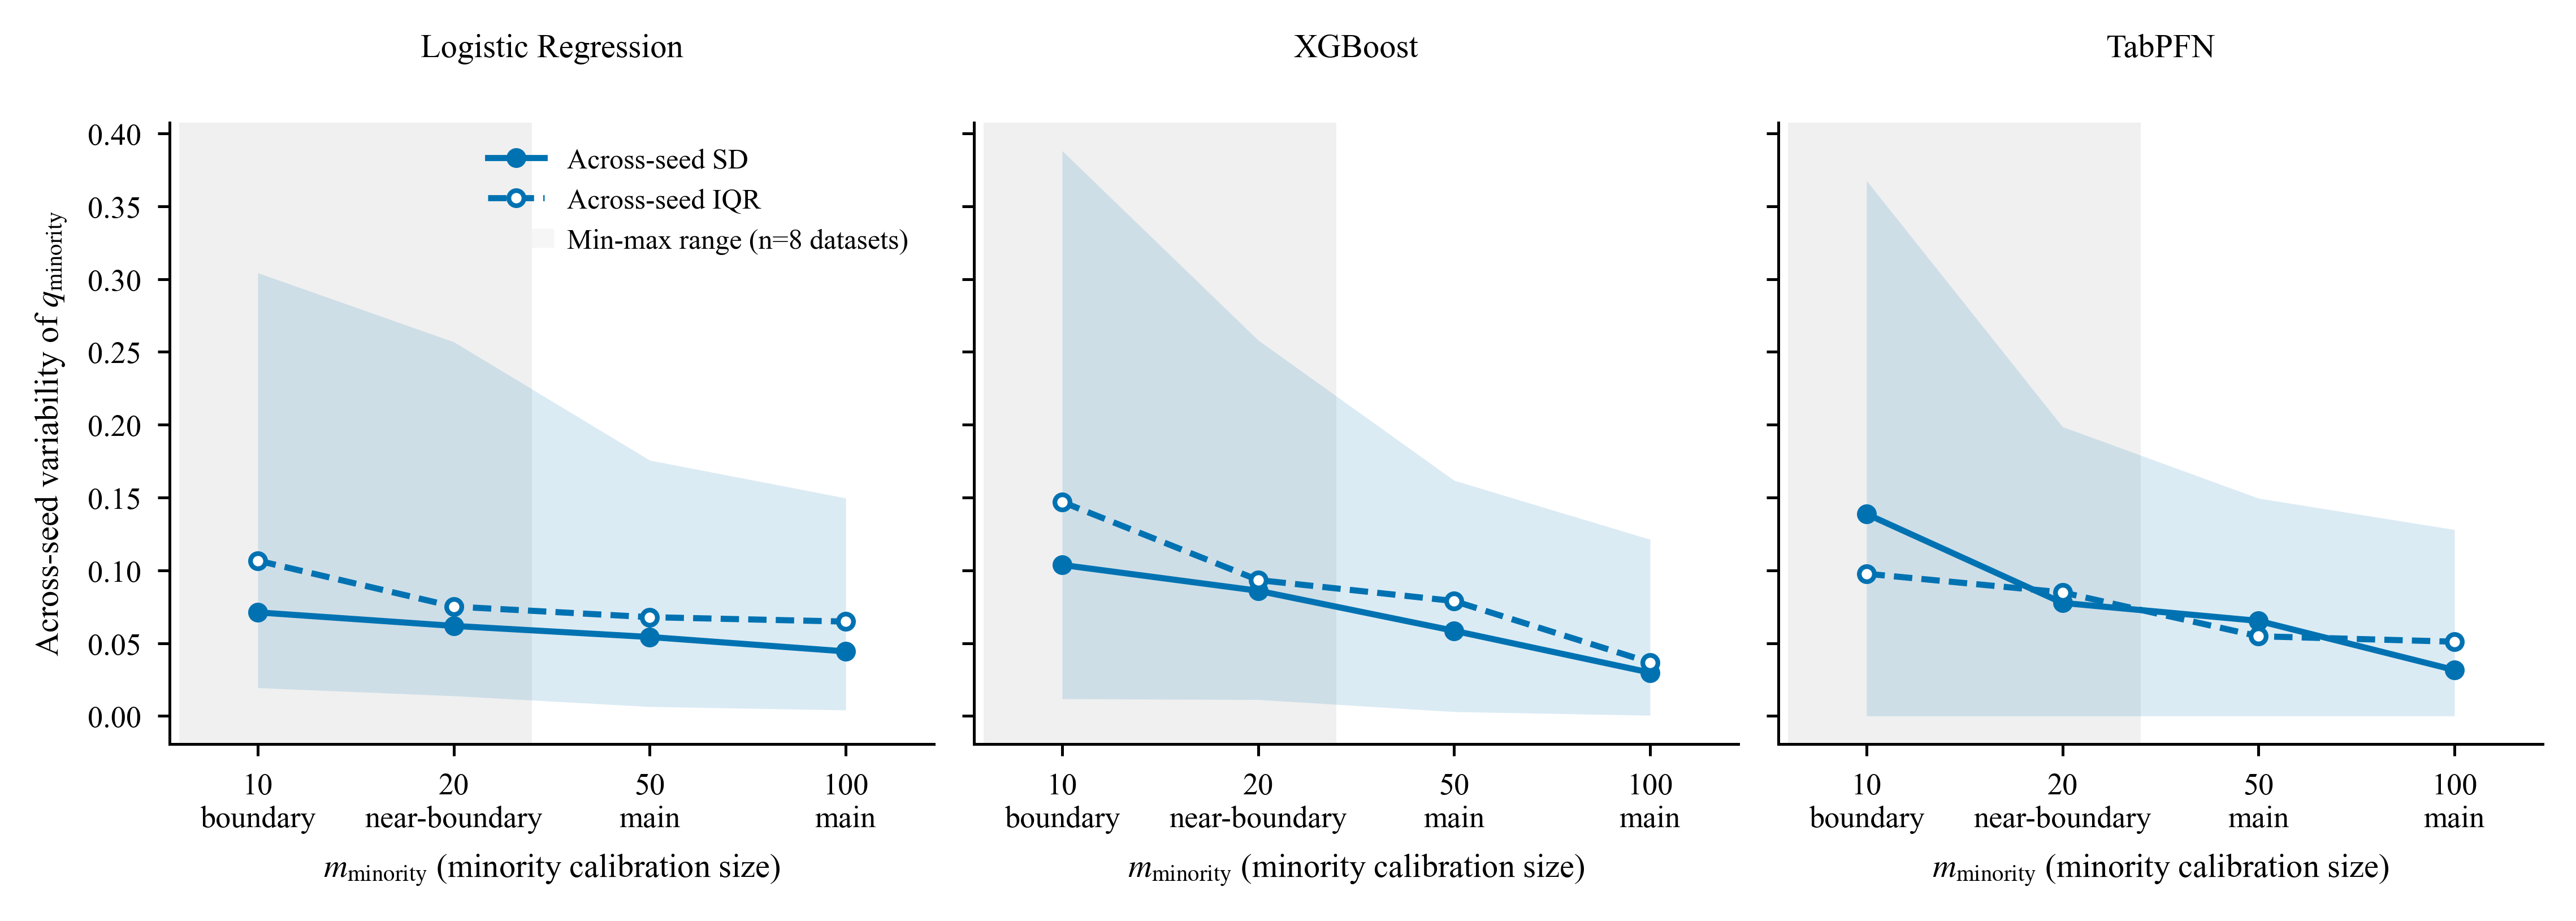 Logistic Regression
XGBoost
TabPFN
Across-seed variability of qminority
0.40
0.35
0.30
0.25
0.20
0.15
0.10
0.05
0.00
Across-seed SD
Across-seed IQR
Min-max range (n=8 datasets)
10 20 50 100
boundary near-boundary main main
mminority (minority calibration size)
10 20 50 100
boundary near-boundary main main
mminority (minority calibration size)
10 20 50 100
boundary near-boundary main main
mminority (minority calibration size)